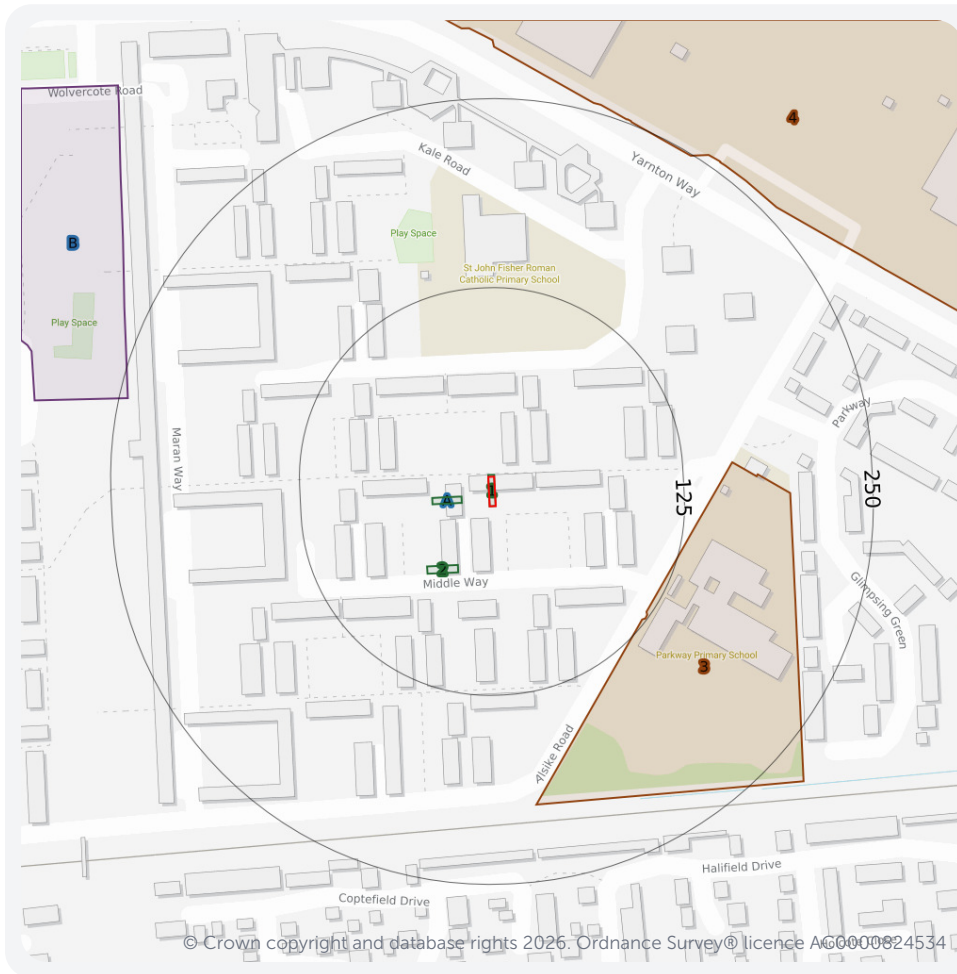 Wolvercote Road
4
Kale Road
Yarnton Way
Play Space
B
St John Fisher Roman
Catholic Primary School
Play Space
Parkway
Maran Way
1
A
125
250
2
Middle Way
Glimpsing Green
Parkway Primary School
3
Alsike Road
Halifield Drive
Coptefield Drive
© Crown copyright and database rights 2026. Ordnance Survey® licence AC0000824534